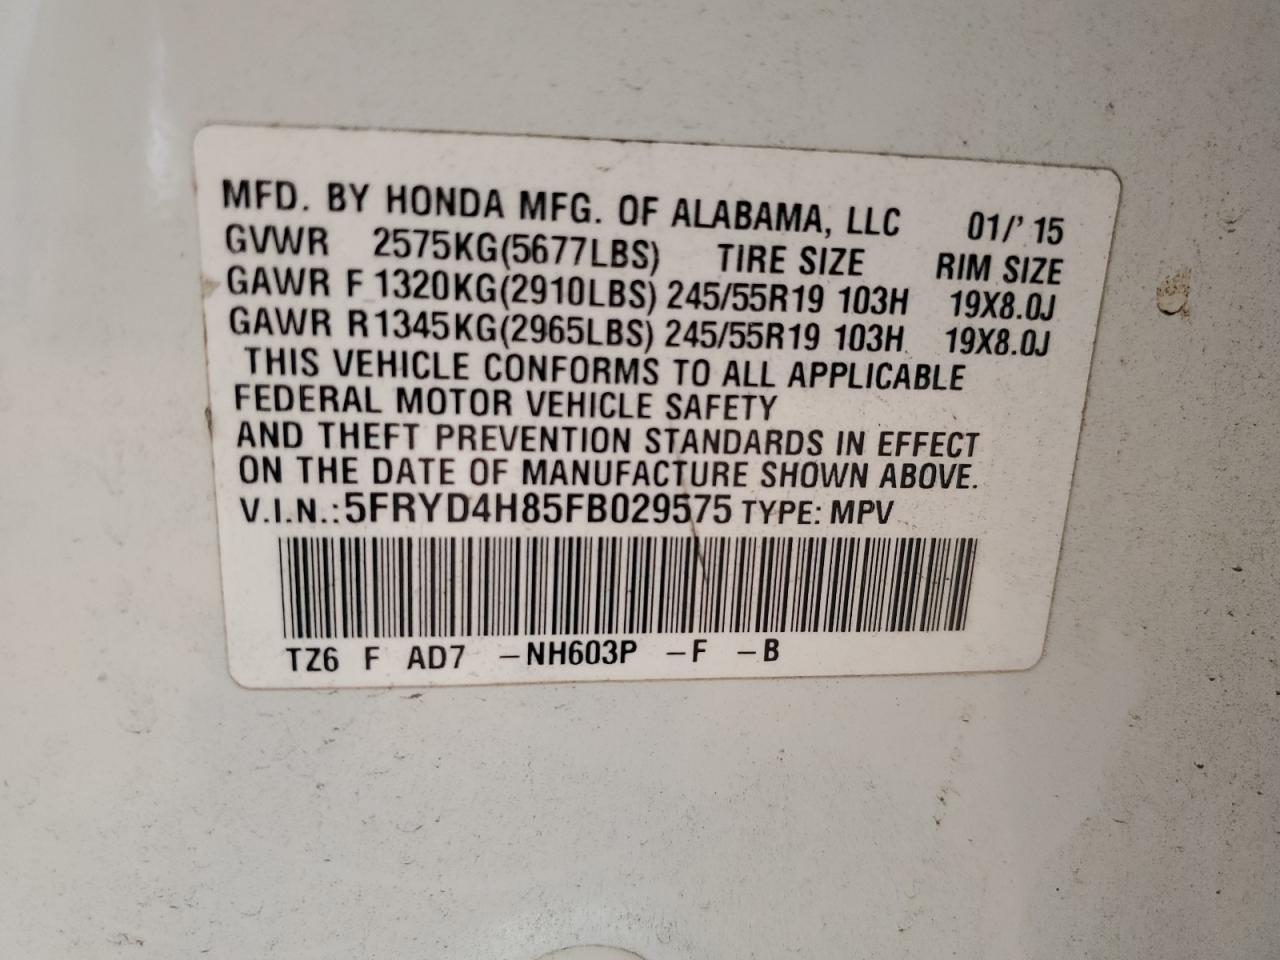 MFD. BY HONDA MFG. OF ALABAMA, LLC 01/' 15
GVWR 2575KG(5677LBS) TIRE SIZE RIM SIZE
GAWR F 1320KG(2910LBS) 245/55R19 103H 19X8.0J
GAWR R1345KG(2965LBS) 245/55R19 103H 19X8.0J
THIS VEHICLE CONFORMS TO ALL APPLICABLE
FEDERAL MOTOR VEHICLE SAFETY
AND THEFT PREVENTION STANDARDS IN EFFECT
ON THE DATE OF MANUFACTURE SHOWN ABOVE.
V.I.N.:5FRYD4H85FB029575 TYPE: MPV
TZ6 F AD7 –NH603P –F –B